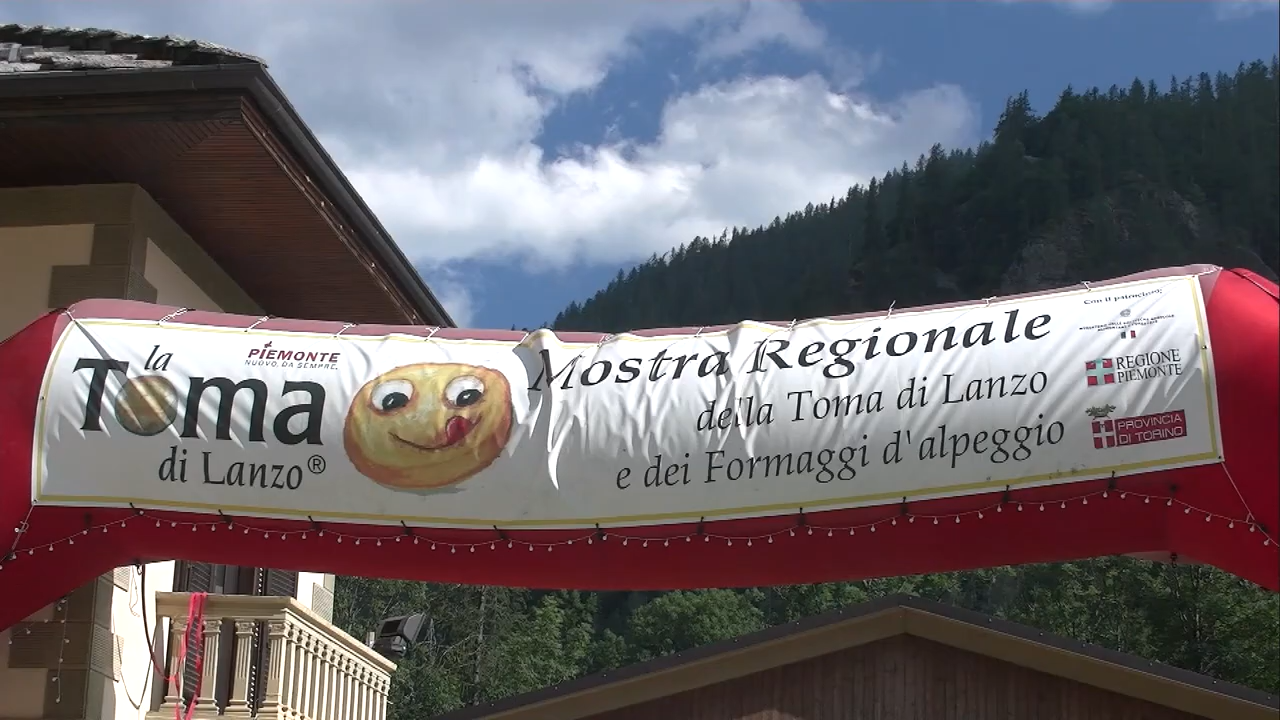 la
Toma
di Lanzo®
PIEMONTE
NUOVO, DA SEMPRE.
Mostra Regionale
della Toma di Lanzo
e dei Formaggi d'alpeggio
Con il patrocinio:
REGIONE
PIEMONTE
PROVINCIA
DI TORINO